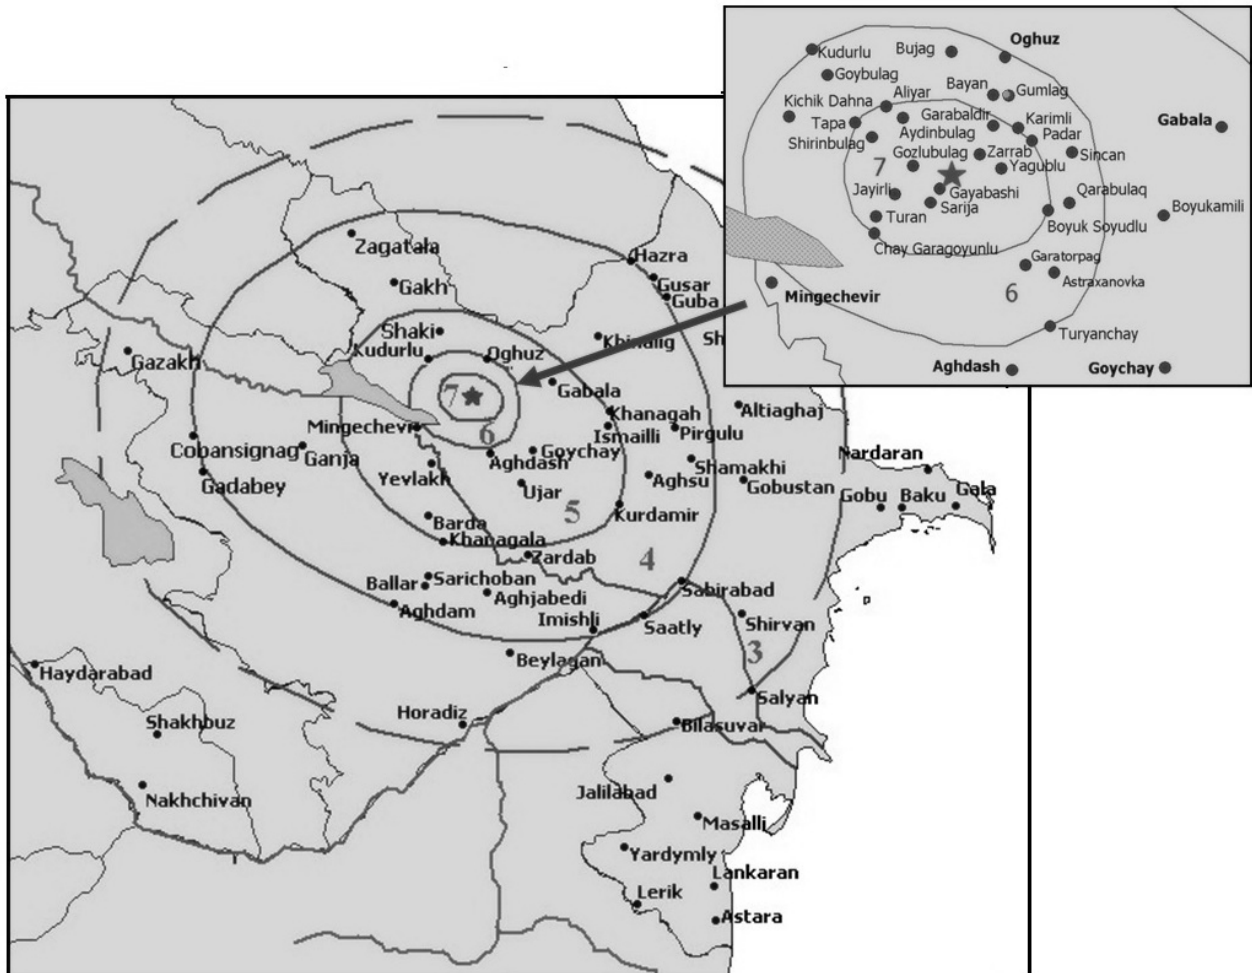 Kudurlu
Bujag
Oghuz
Goybulag
Bayan
Gumlag
Kichik Dahna
Aliyar
Tapa
Garabaldir
Karimli
Gabala
Shirinbulag
Aydinbulag
Padar
7
Gozlubulag
Zarrab
Sincan
Yagublu
Jayirli
Gayabashi
Qarabulaq
Turan
Sarija
Boyukamili
Boyuk Soyudlu
Chay Garagoyunlu
Garatorpag
Astraxanovka
Mingechevir
6
Turyanchay
Aghdash
Goychay
Zagatala
Hazra
Gakh
Gusar
Guba
Shaki
Khinalig
Sh
Kudurlu
Oghuz
Gazakh
7
Gabala
Altiaghaj
Khanagah
Mingechevi
6
Ismailli
Pirgulu
Cobansignag
Ganja
Goychay
Aghdash
Shamakhi
Nardaran
Gadabey
Yevlakh
Aghsu
Gobustan
Ujar
Gobu
Baku
Gala
5
Kurdamir
Barda
Khanagala
Zardab
4
Ballar
Sarichoban
Sabirabad
Aghdam
Aghjabedi
Imishli
Saatly
Shirvan
3
Beylagan
Haydarabad
Salyan
Shakhbuz
Horadiz
Bilasuvar
Jalilabad
Nakhchivan
Masalli
Yardymly
Lankaran
Lerik
Astara